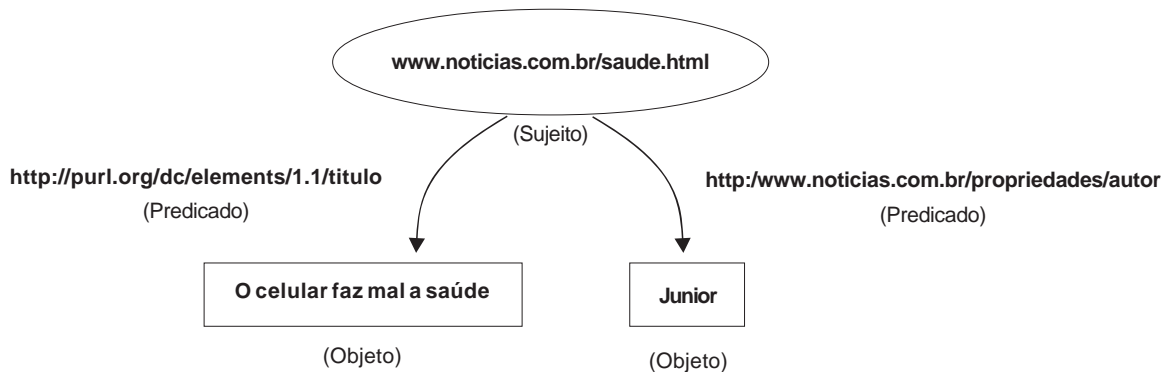 www.noticias.com.br/saude.html
(Sujeito)
http://purl.org/dc/elements/1.1/titulo
(Predicado)
http:/www.noticias.com.br/propriedades/autor
(Predicado)
O celular faz mal a saúde
(Objeto)
Junior
(Objeto)